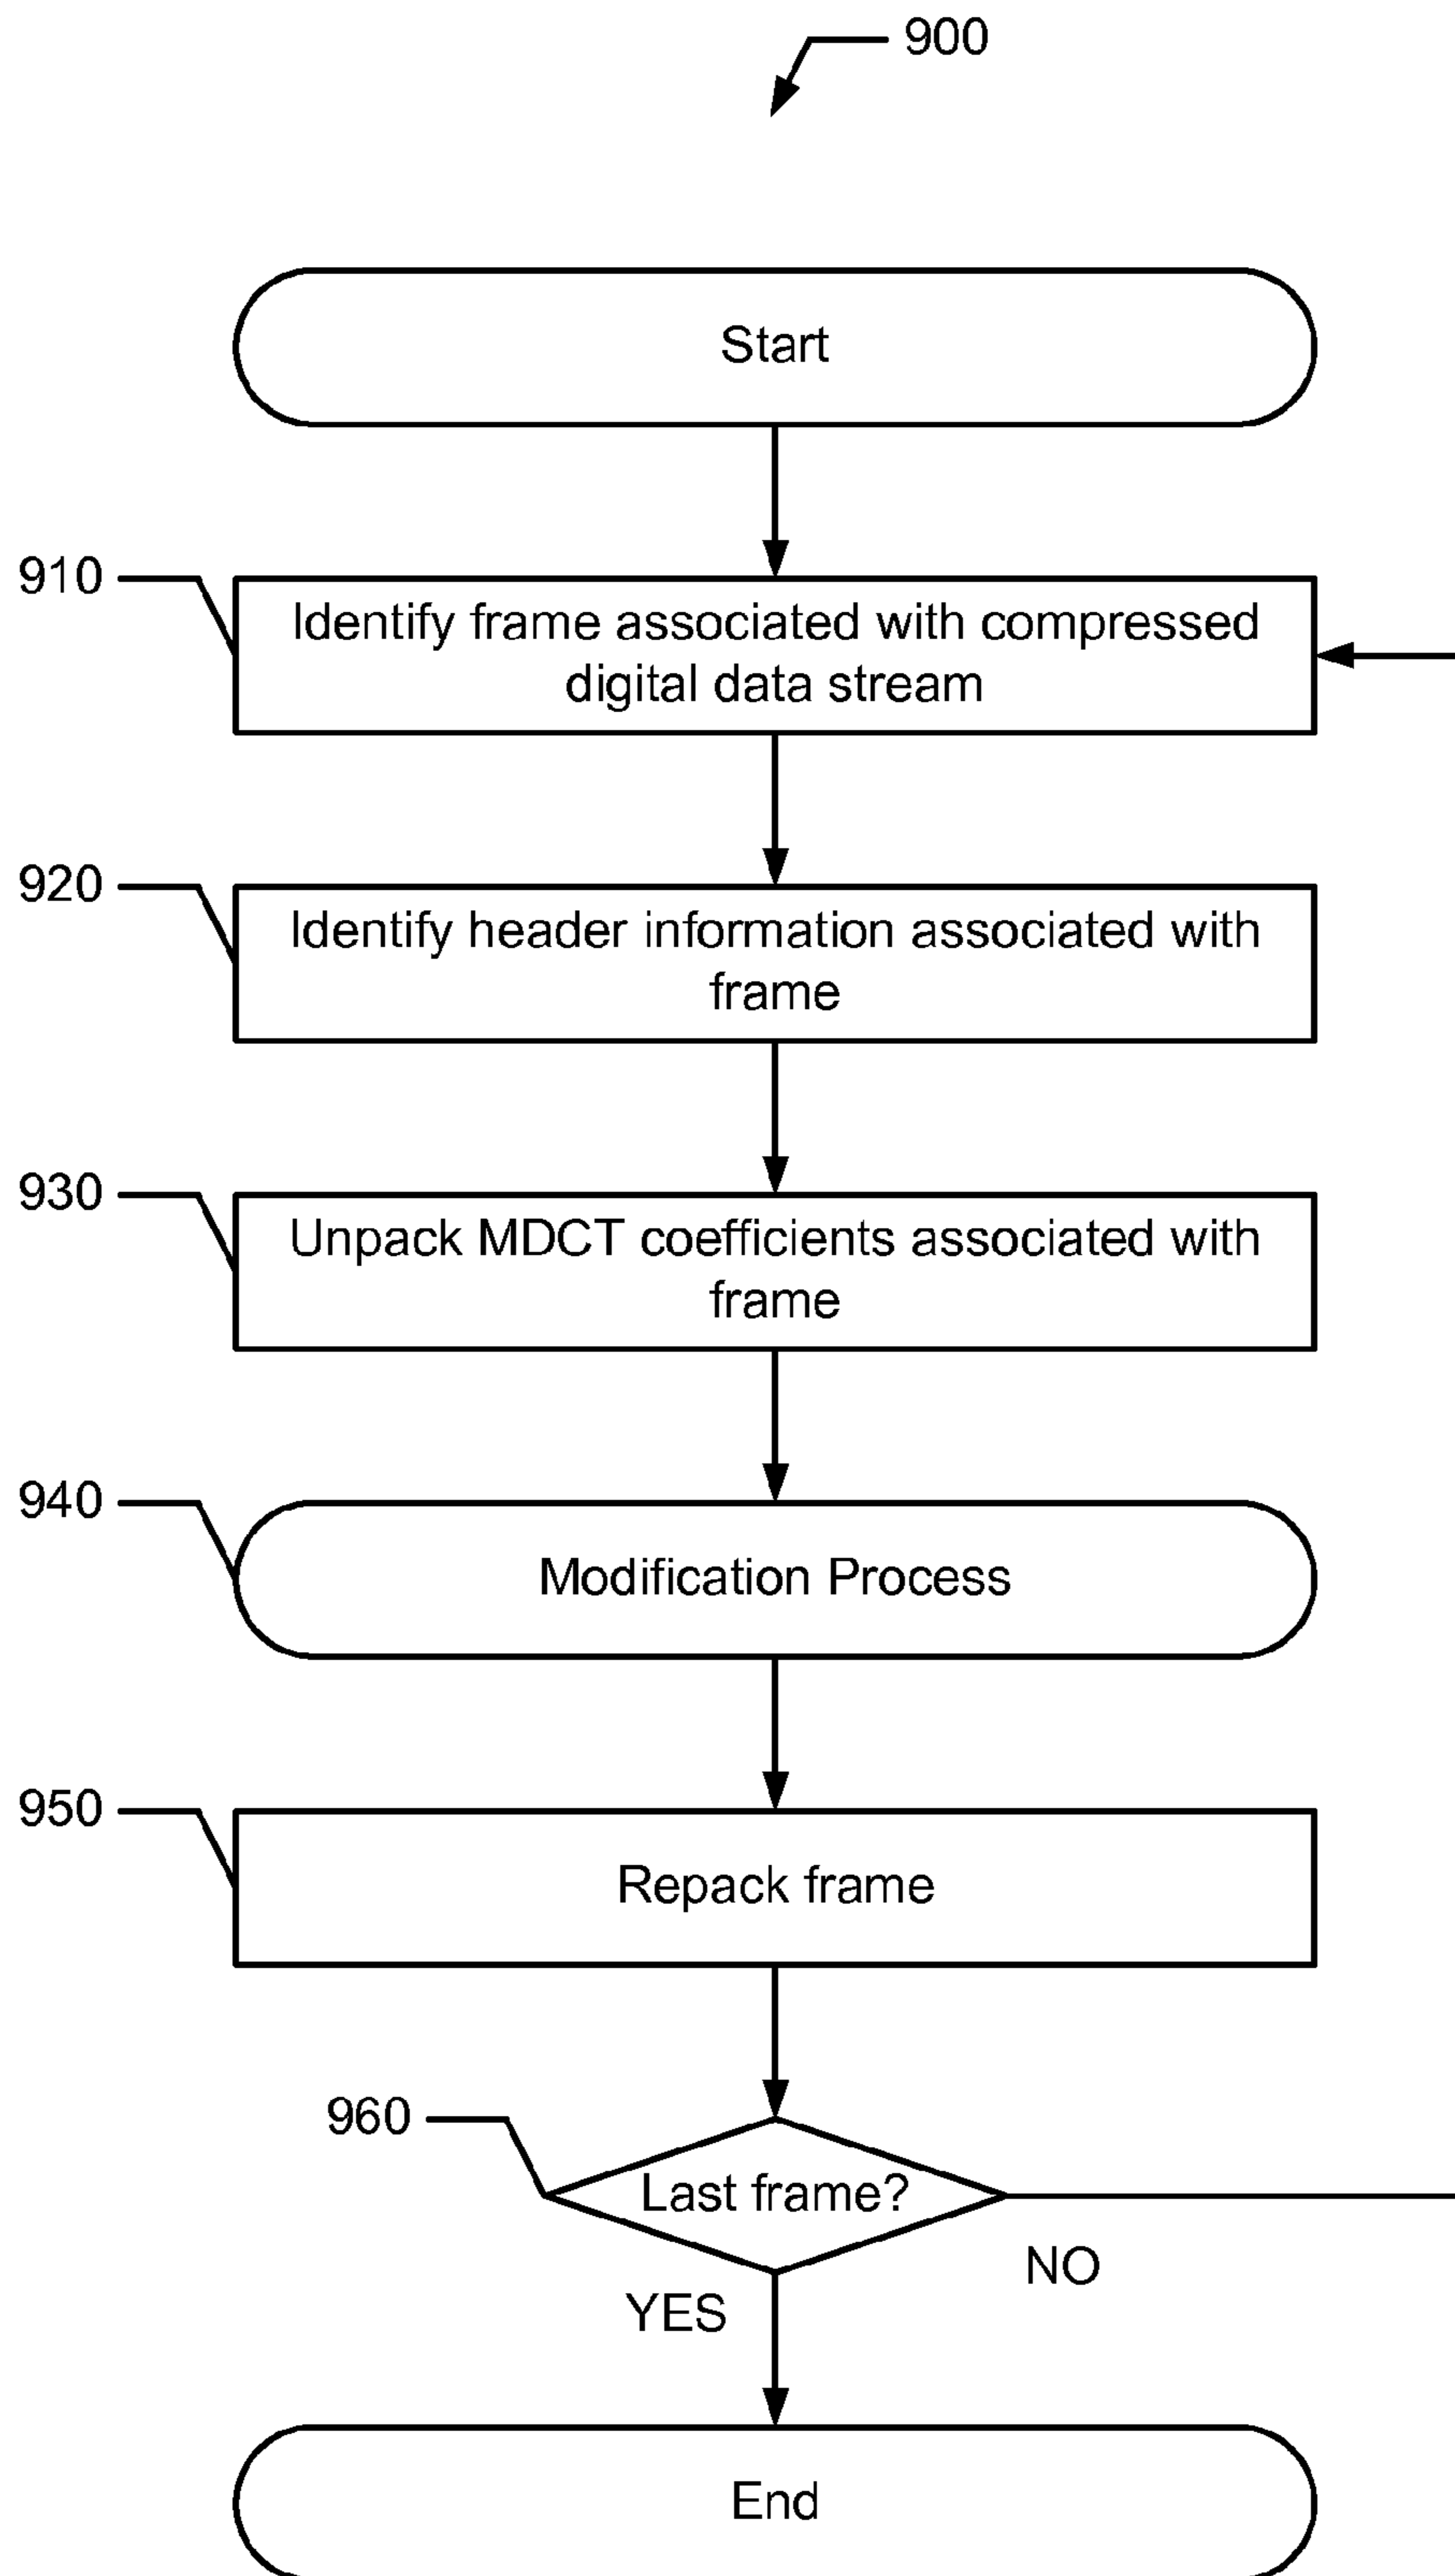 900
Start
910
Identify frame associated with compressed
digital data stream
920
Identify header information associated with
frame
930
Unpack MDCT coefficients associated with
frame
940
Modification Process
950
Repack frame
960
Last frame?
NO
YES
End